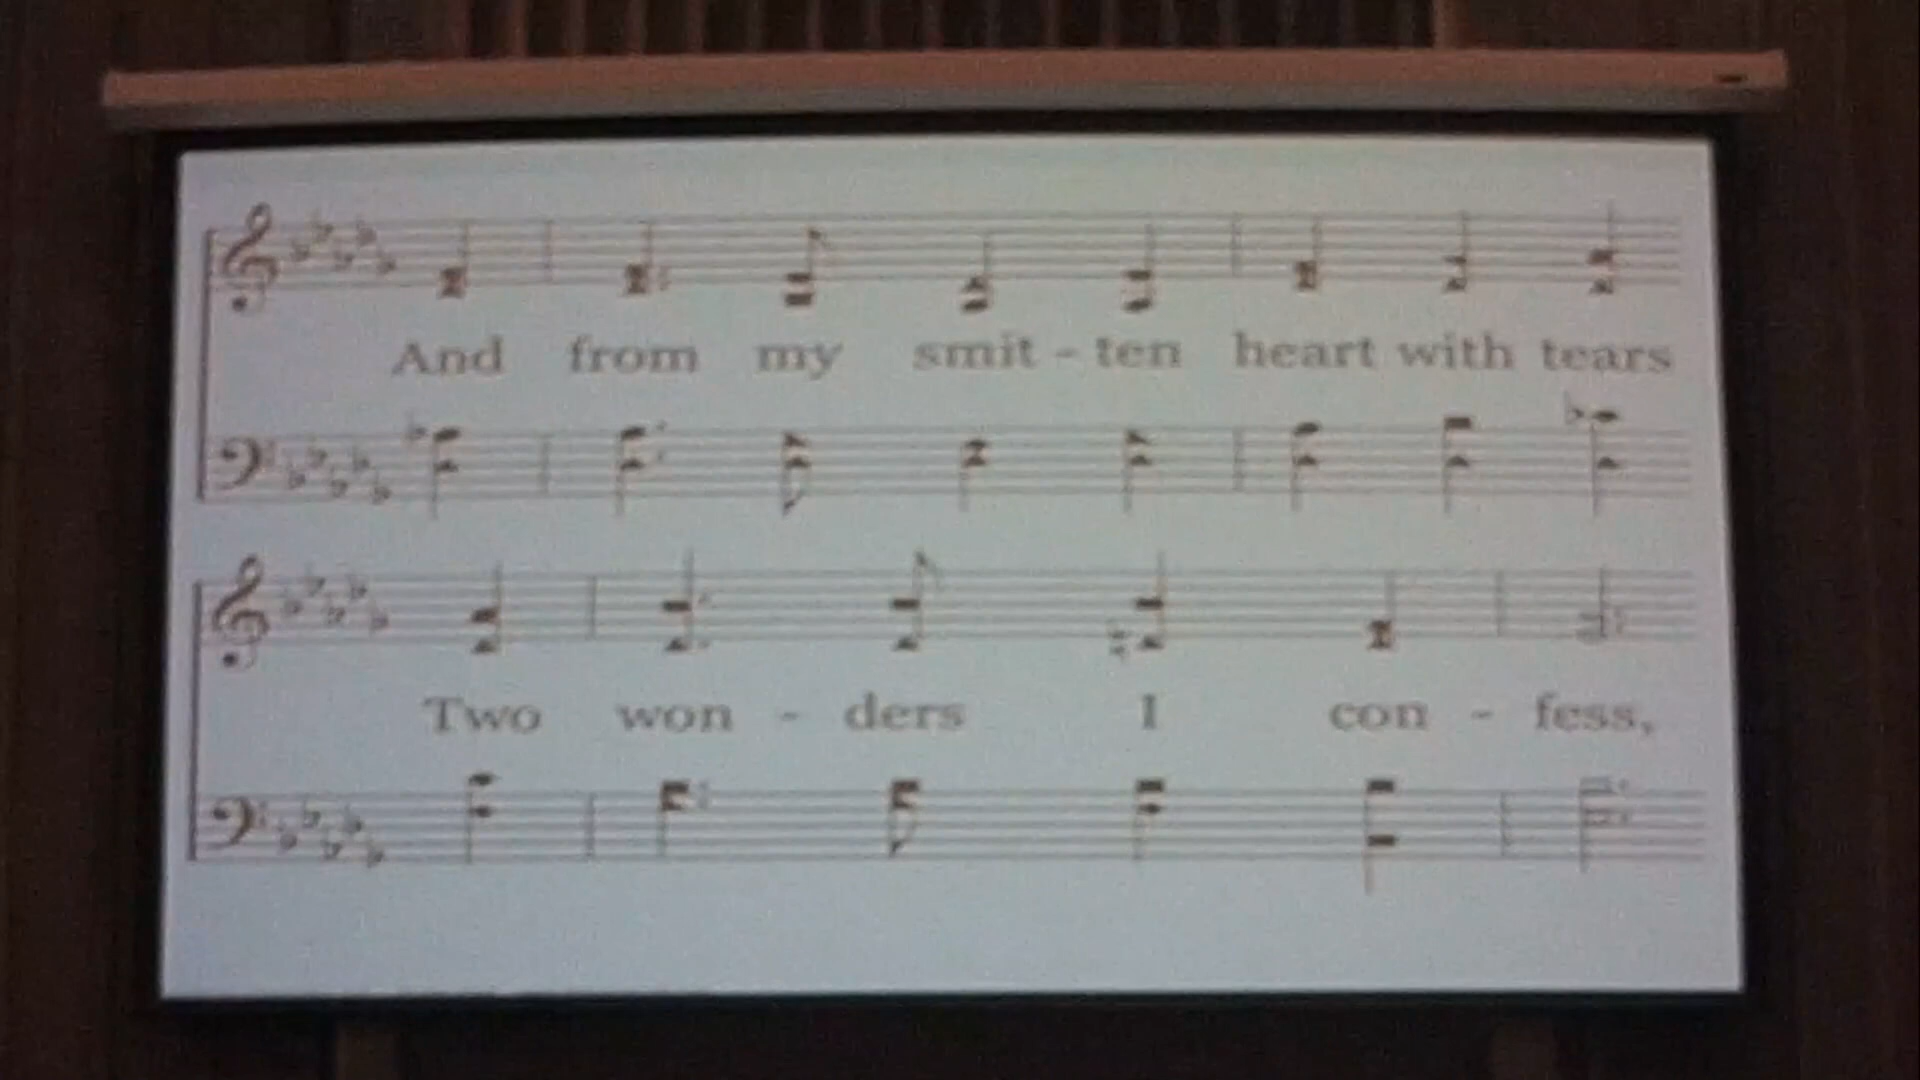 And from my smit - ten heart with tears
Two won - ders I con - fess,